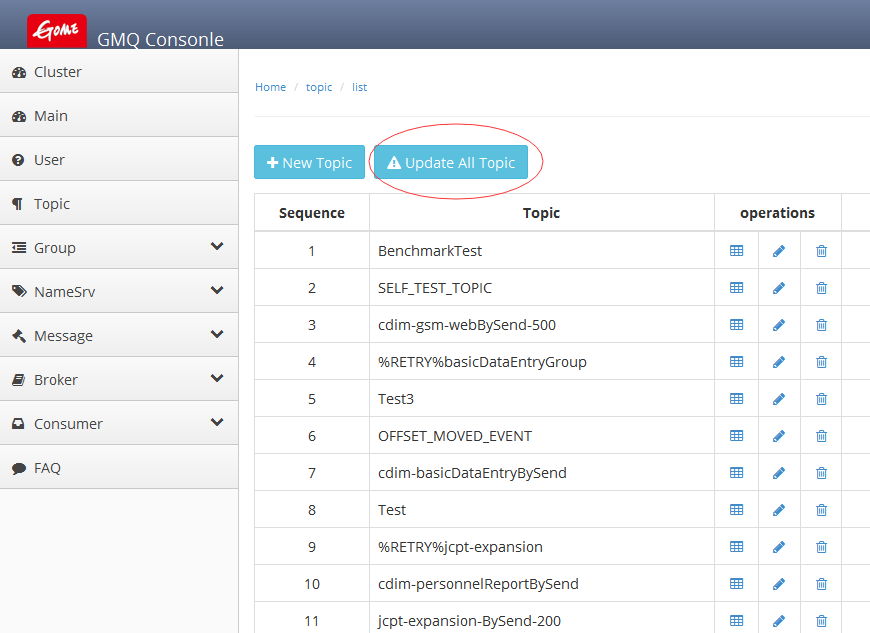 GOME
GMQ Consonle
Cluster
Main
User
Topic
Group
NameSrv
Message
Broker
Consumer
FAQ
Home / topic / list
New Topic
Update All Topic
Sequence Topic operations
1 BenchmarkTest
2 SELF_TEST_TOPIC
3 cdim-gsm-webBySend-500
4 %RETRY%basicDataEntryGroup
5 Test3
6 OFFSET_MOVED_EVENT
7 cdim-basicDataEntryBySend
8 Test
9 %RETRY%jcpt-expansion
10 cdim-personnelReportBySend
11 jcpt-expansion-BySend-200